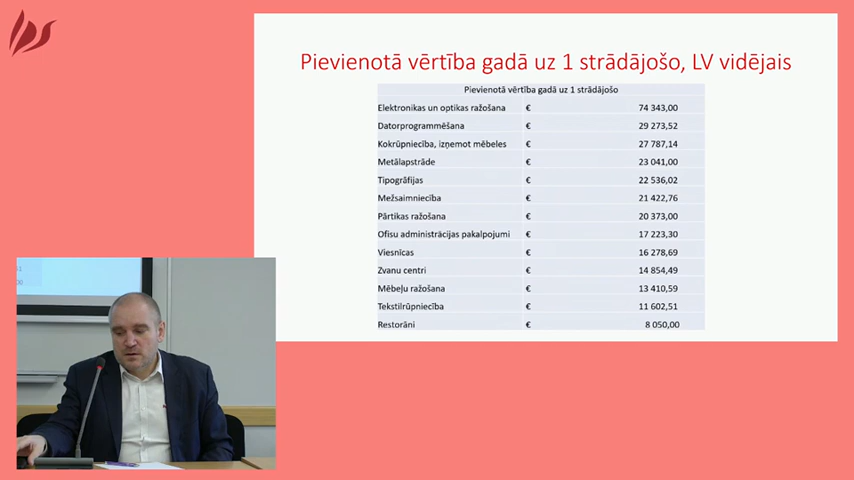 Pievienotā vērtība gadā uz 1 strādājošo, LV vidējais
Pievienotā vērtība gadā uz 1 strādājošo
Elektronikas un optikas ražošana € 74 343,00
Datorprogrammēšana € 29 273,52
Kokrūpniecība, izņemot mēbeles € 27 787,14
Metālapstrāde € 23 041,00
Tipogrāfijas € 22 536,02
Mežsaimniecība € 21 422,76
Pārtikas ražošana € 20 373,00
Ofisu administrācijas pakalpojumi € 17 223,30
Viesnīcas € 16 278,69
Zvanu centri € 14 854,49
Mēbeļu ražošana € 13 410,59
Tekstilrūpniecība € 11 602,51
Restorāni € 8 050,00